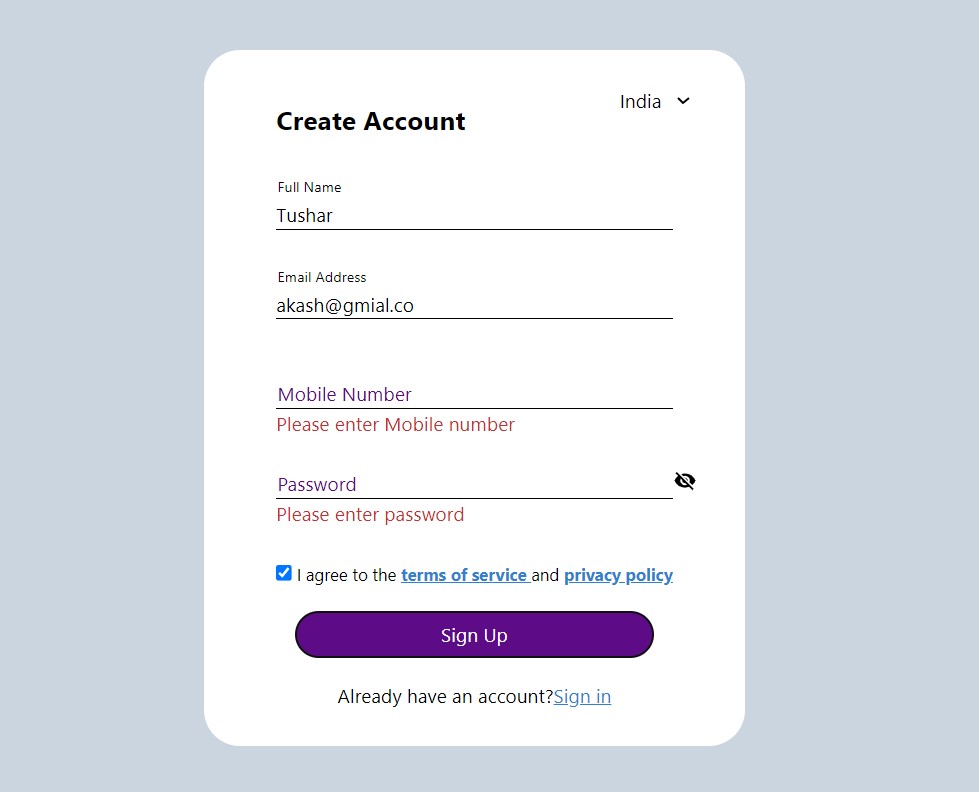 India
Create Account
Full Name
Tushar
Email Address
akash@gmial.co
Mobile Number
Please enter Mobile number
Password
Please enter password
I agree to the terms of service and privacy policy
Sign Up
Already have an account?Sign in